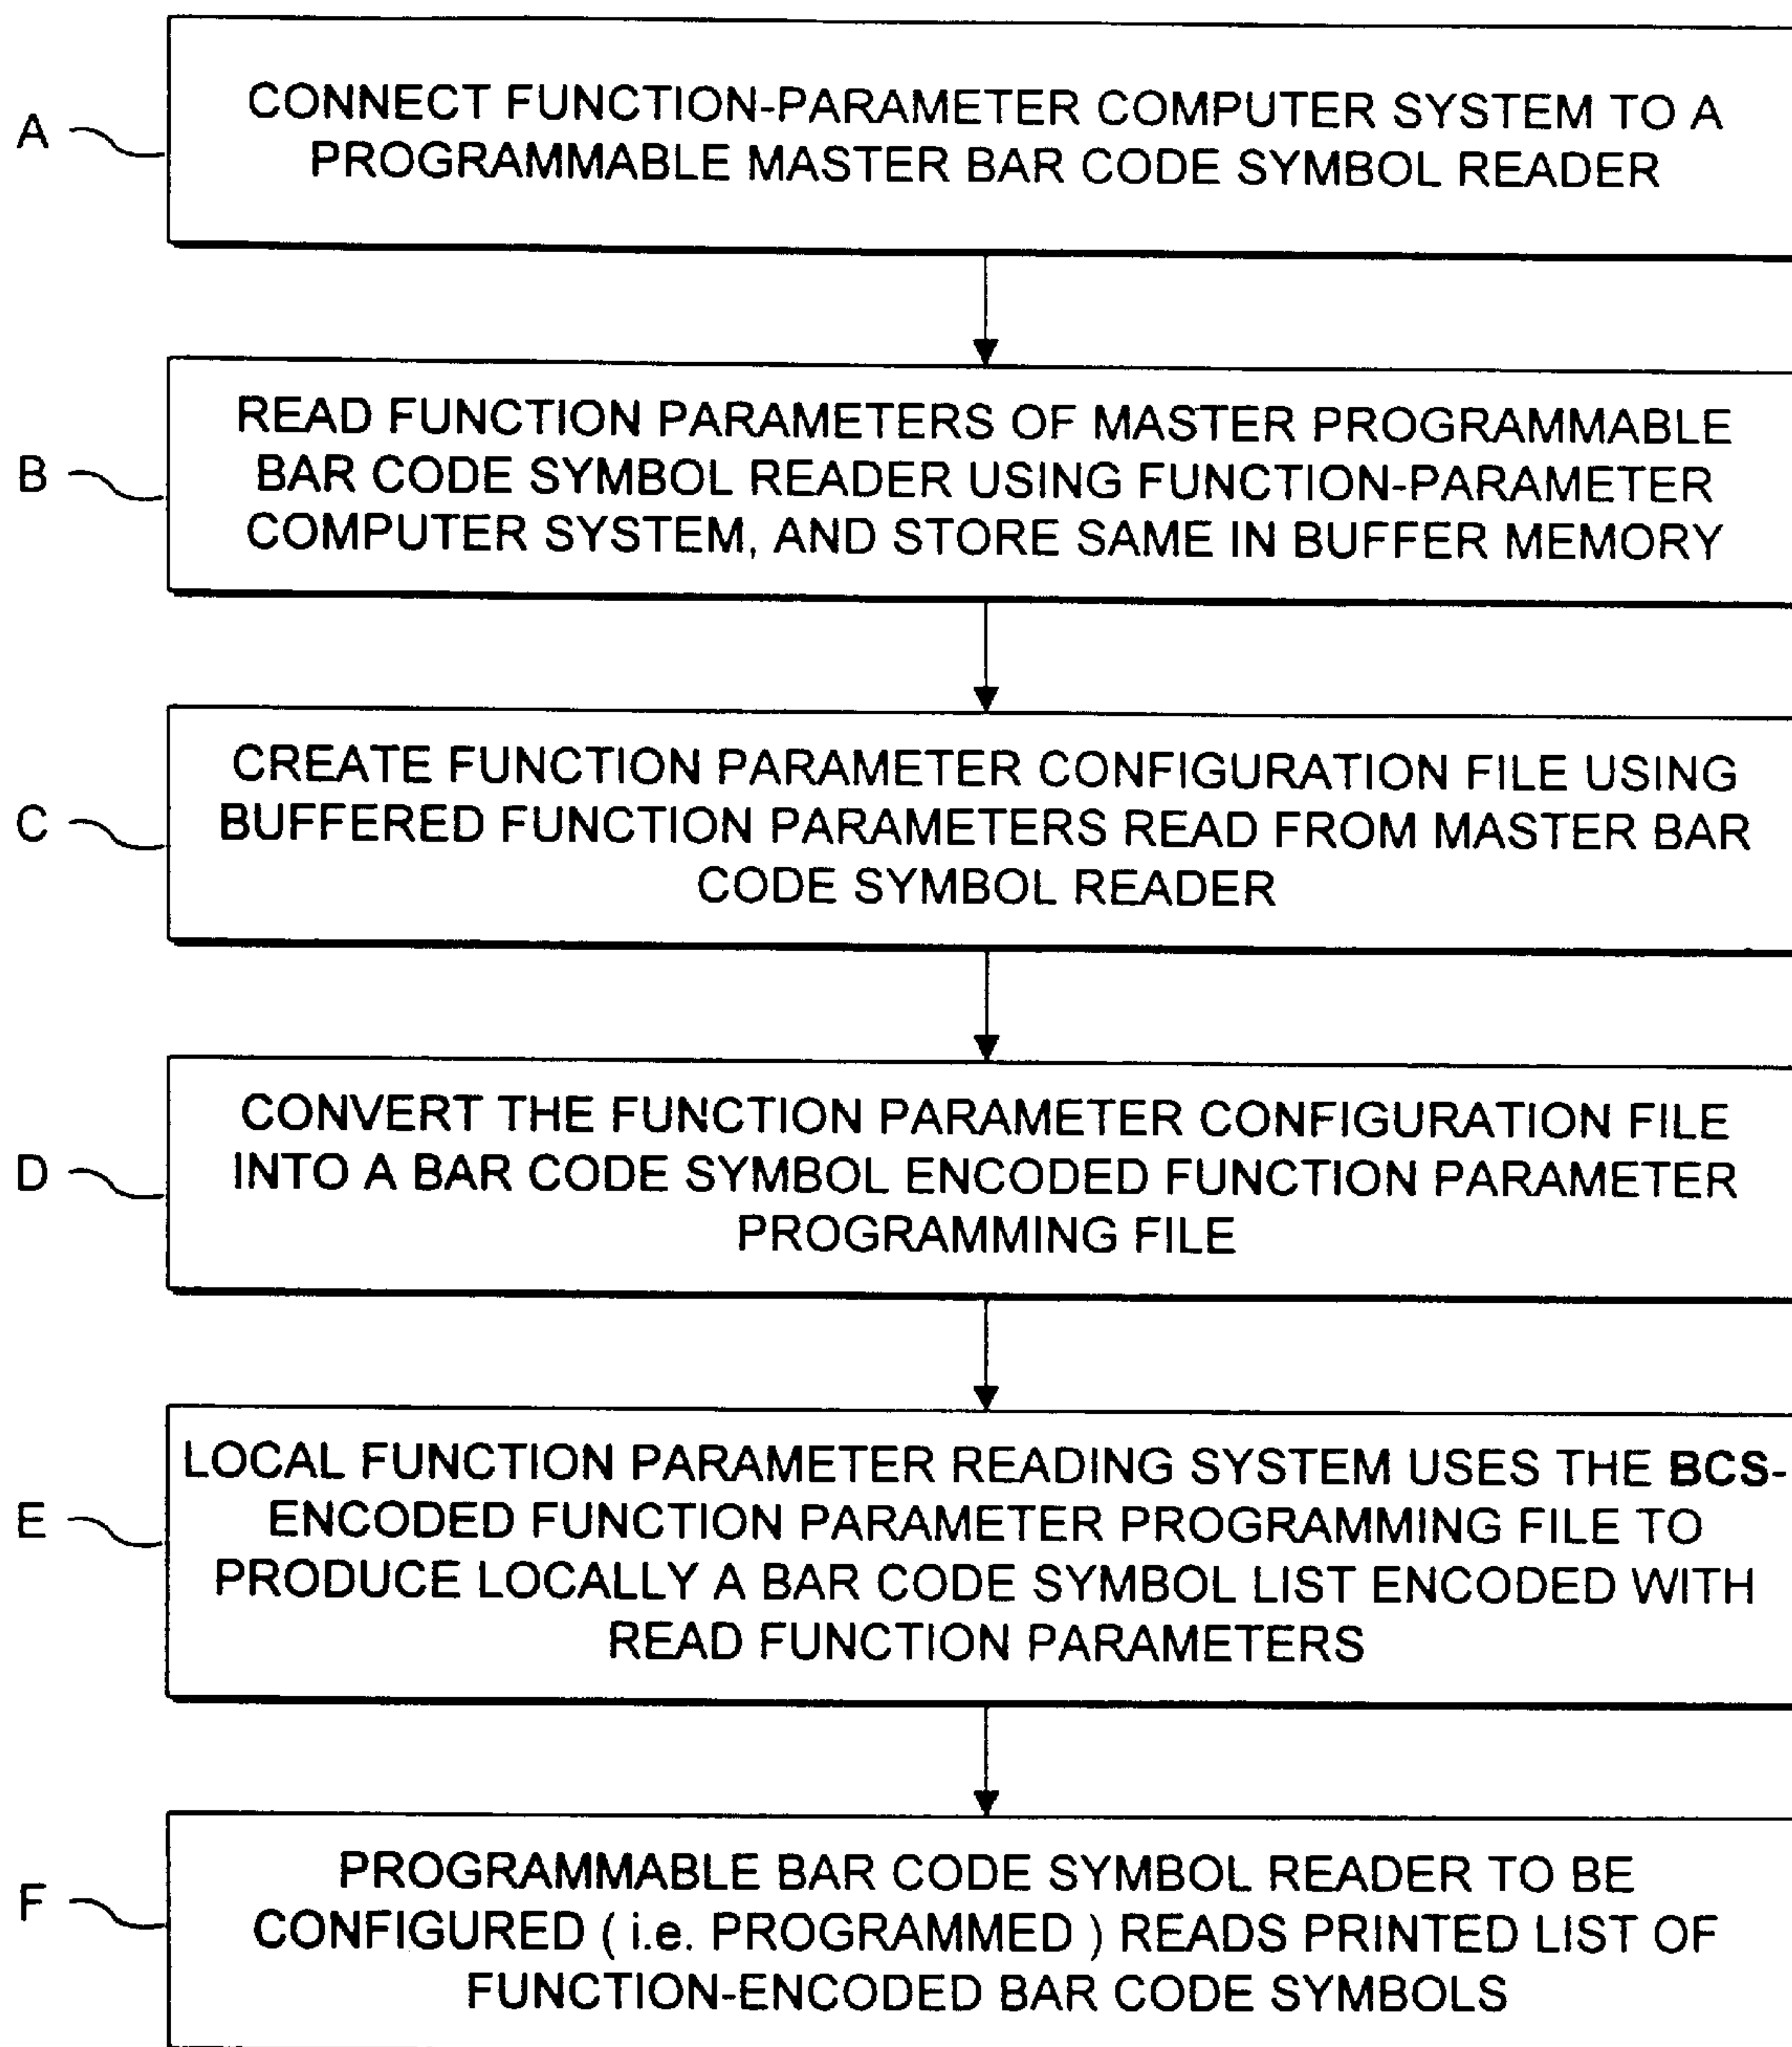 A
CONNECT FUNCTION-PARAMETER COMPUTER SYSTEM TO A
PROGRAMMABLE MASTER BAR CODE SYMBOL READER
B
READ FUNCTION PARAMETERS OF MASTER PROGRAMMABLE
BAR CODE SYMBOL READER USING FUNCTION-PARAMETER
COMPUTER SYSTEM, AND STORE SAME IN BUFFER MEMORY
C
CREATE FUNCTION PARAMETER CONFIGURATION FILE USING
BUFFERED FUNCTION PARAMETERS READ FROM MASTER BAR
CODE SYMBOL READER
D
CONVERT THE FUNCTION PARAMETER CONFIGURATION FILE
INTO A BAR CODE SYMBOL ENCODED FUNCTION PARAMETER
PROGRAMMING FILE
E
LOCAL FUNCTION PARAMETER READING SYSTEM USES THE BCS-
ENCODED FUNCTION PARAMETER PROGRAMMING FILE TO
PRODUCE LOCALLY A BAR CODE SYMBOL LIST ENCODED WITH
READ FUNCTION PARAMETERS
F
PROGRAMMABLE BAR CODE SYMBOL READER TO BE
CONFIGURED ( i.e. PROGRAMMED ) READS PRINTED LIST OF
FUNCTION-ENCODED BAR CODE SYMBOLS